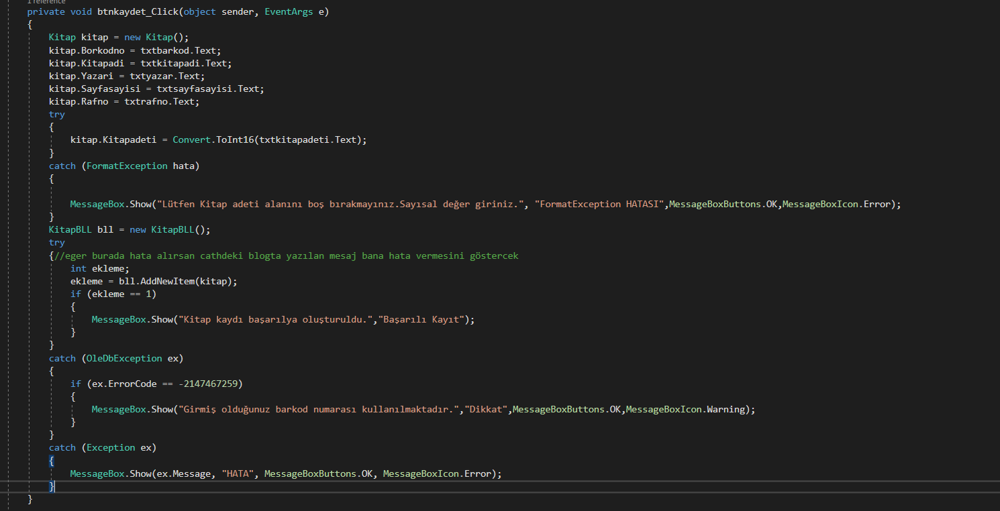 1 reference
private void btnkaydet_Click(object sender, EventArgs e)
{
Kitap kitap = new Kitap();
kitap.Borkodno = txtbarkod.Text;
kitap.Kitapadi = txtkitapadi.Text;
kitap.Yazari = txtyazar.Text;
kitap.Sayfasayisi = txtsayfasayisi.Text;
kitap.Rafno = txtrafno.Text;
try
{
kitap.Kitapadeti = Convert.ToInt16(txtkitapadeti.Text);
}
catch (FormatException hata)
{
MessageBox.Show("Lütfen Kitap adeti alanını boş bırakmayınız.Sayısal değer giriniz.", "FormatException HATASI",MessageBoxButtons.OK,MessageBoxIcon.Error);
}
KitapBLL bll = new KitapBLL();
try
{//eger burada hata alırsan cathdeki blogta yazılan mesaj bana hata vermesini göstercek
int ekleme;
ekleme = bll.AddNewItem(kitap);
if (ekleme == 1)
{
MessageBox.Show("Kitap kaydı başarılya oluşturuldu.","Başarılı Kayıt");
}
}
catch (OleDbException ex)
{
if (ex.ErrorCode == -2147467259)
{
MessageBox.Show("Girmiş olduğunuz barkod numarası kullanılmaktadır.","Dikkat",MessageBoxButtons.OK,MessageBoxIcon.Warning);
}
}
catch (Exception ex)
{
MessageBox.Show(ex.Message, "HATA", MessageBoxButtons.OK, MessageBoxIcon.Error);
}
}